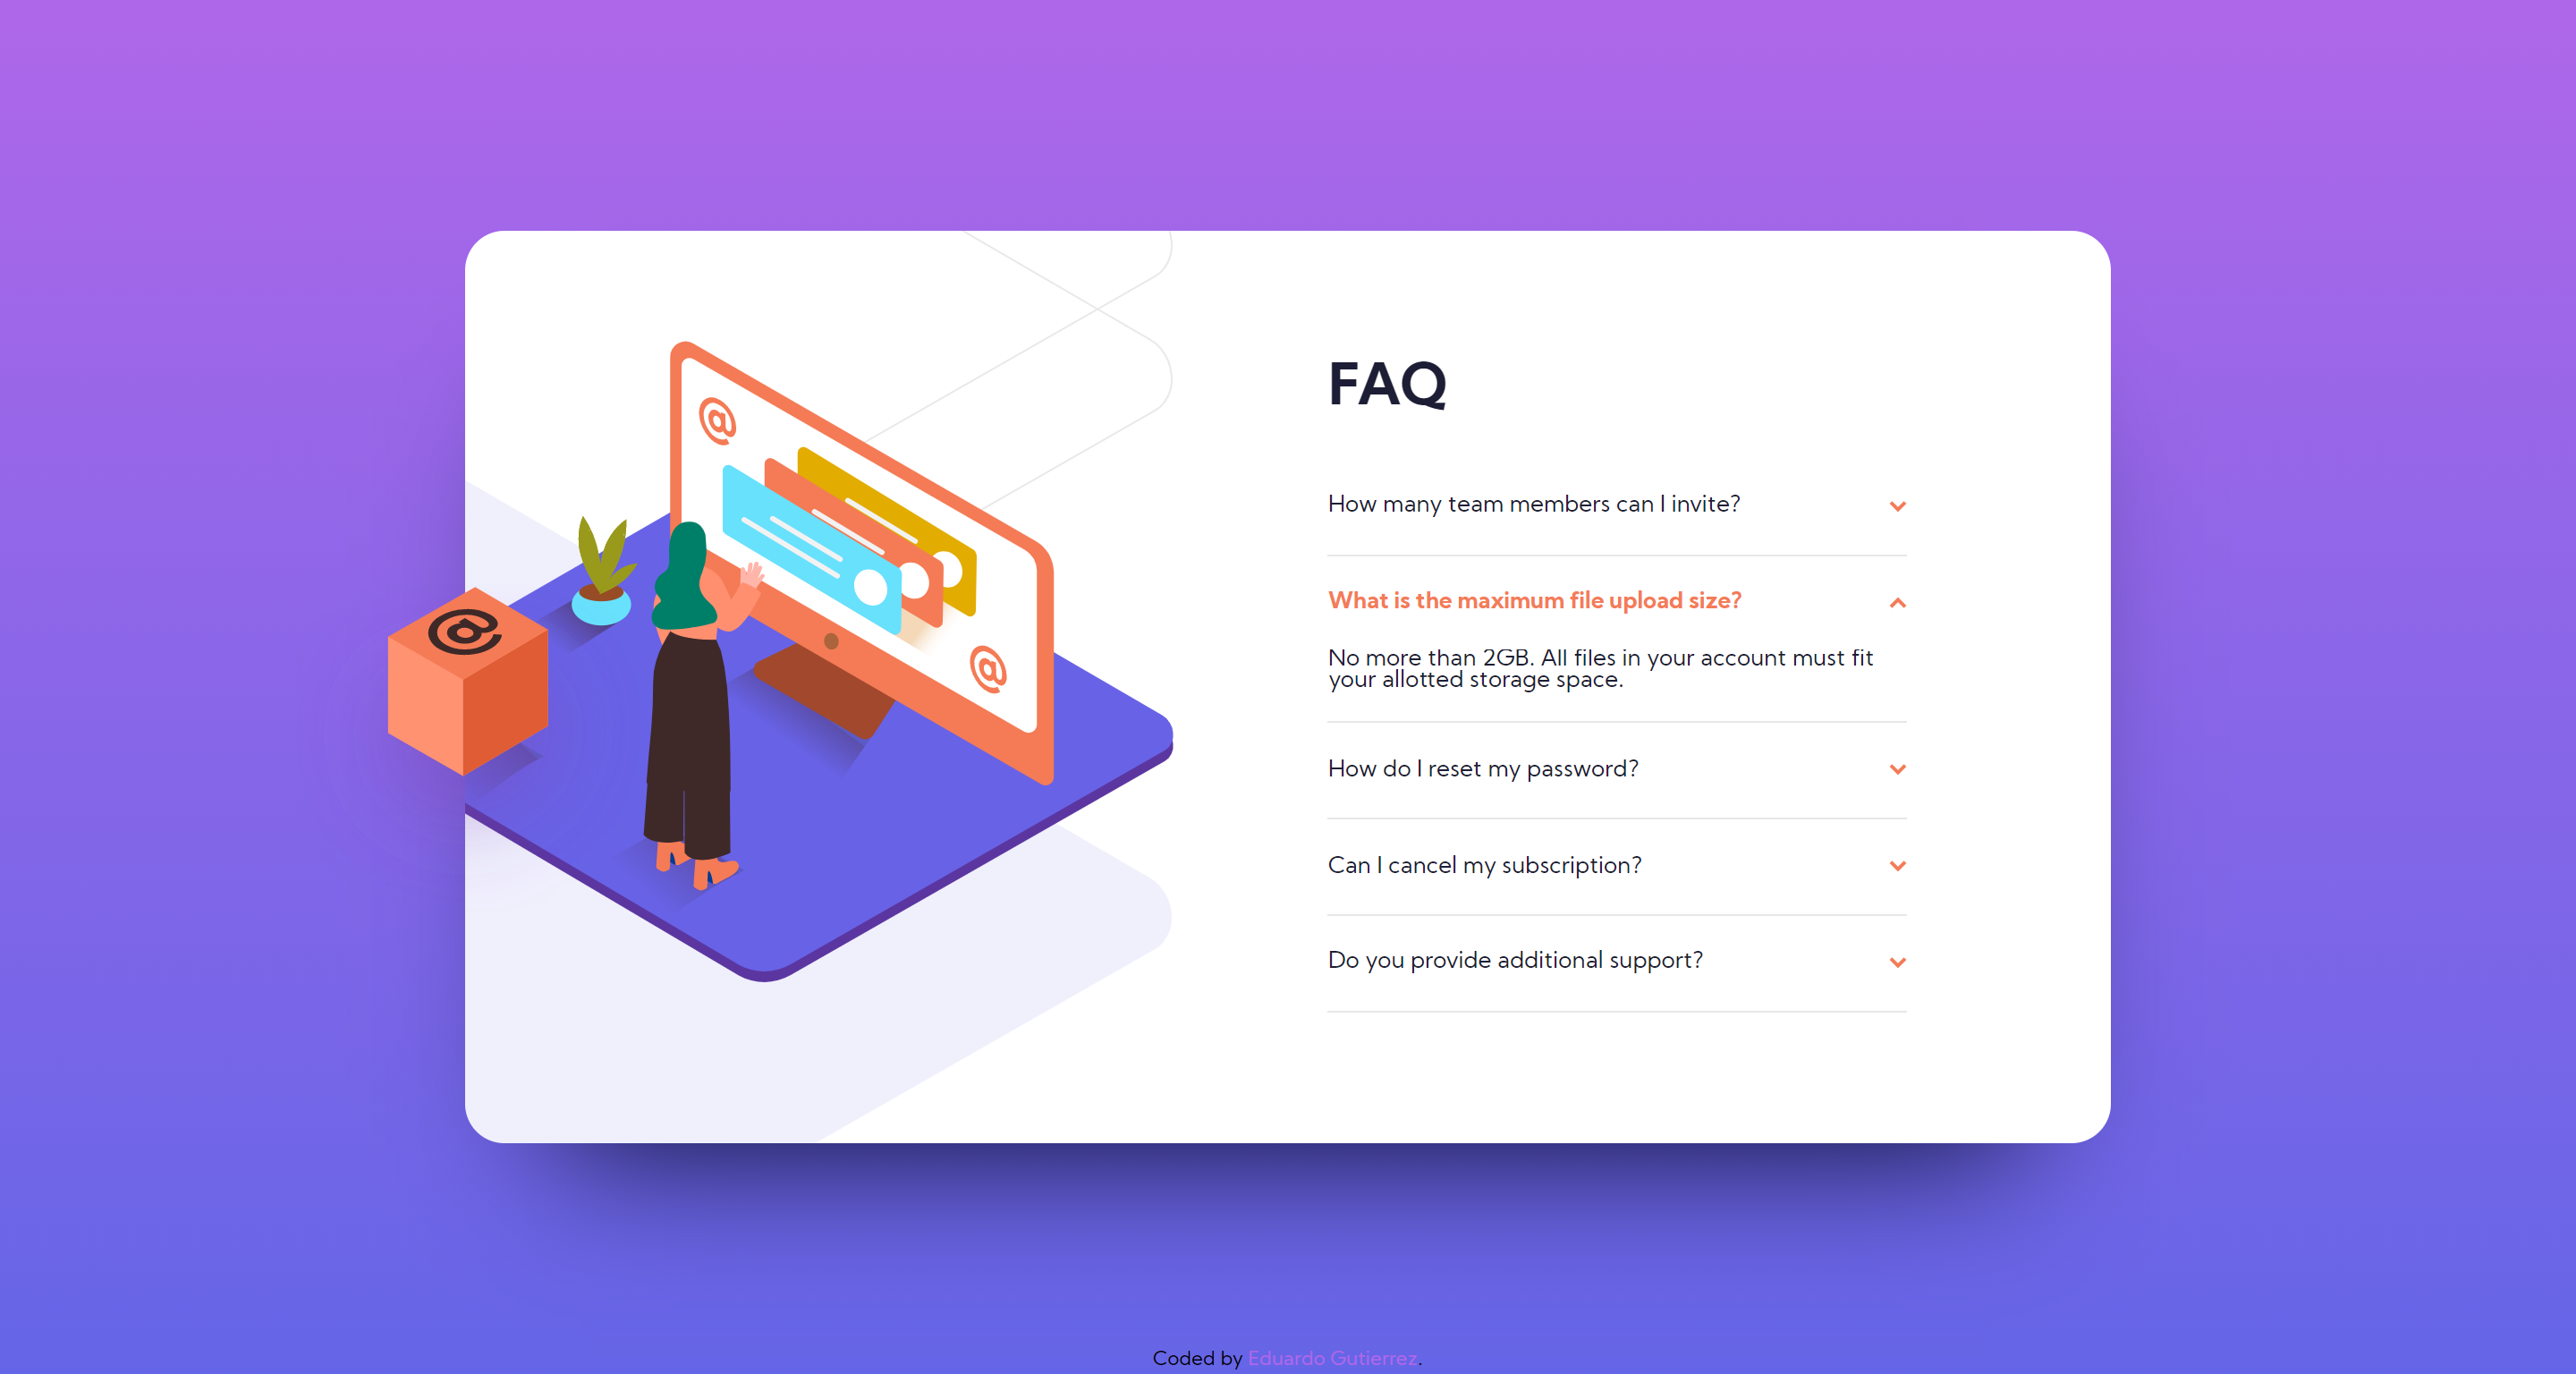 FAQ
How many team members can I invite?
What is the maximum file upload size?
No more than 2GB. All files in your account must fit
your allotted storage space.
How do I reset my password?
Can I cancel my subscription?
Do you provide additional support?
@
@
@
Coded by Eduardo Gutierrez.